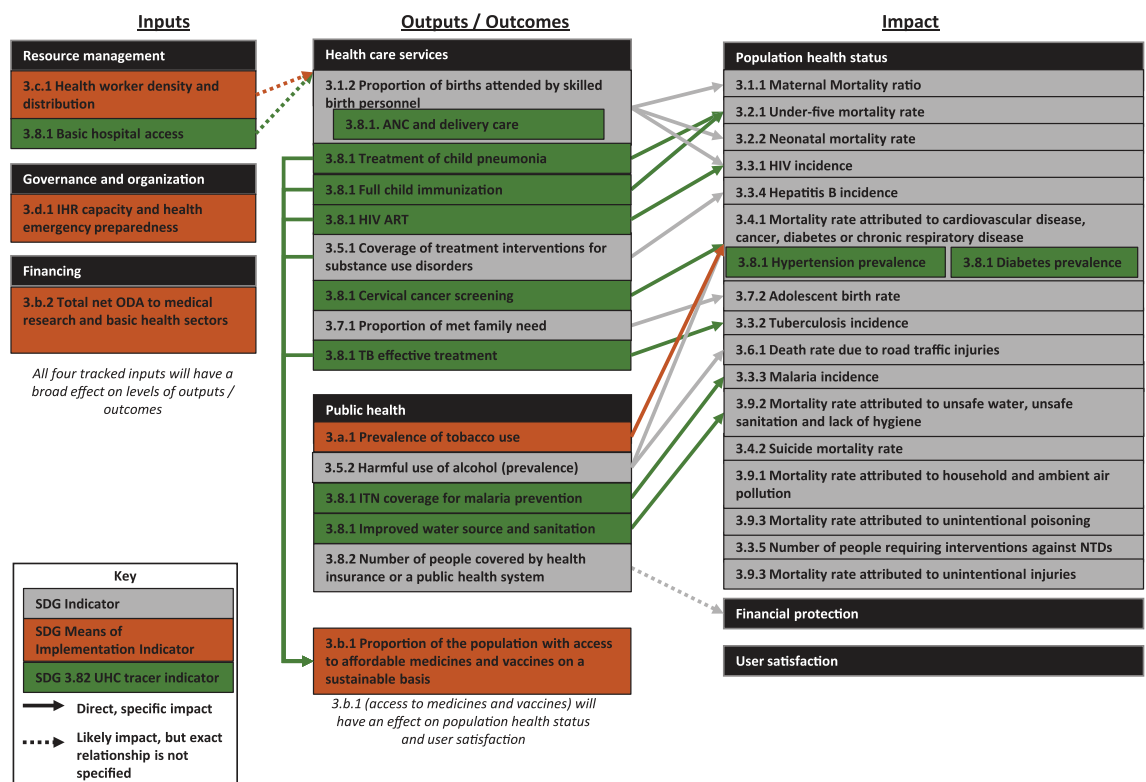 Inputs
Resource management
3.c.1 Health worker density and
distribution
3.8.1 Basic hospital access
Governance and organization
3.d.1 IHR capacity and health
emergency preparedness
Financing
3.b.2 Total net ODA to medical
research and basic health sectors
All four tracked inputs will have a
broad effect on levels of outputs /
outcomes
Key
SDG Indicator
SDG Means of
Implementation Indicator
SDG 3.82 UHC tracer indicator
Direct, specific impact
Likely impact, but exact
relationship is not
specified
Outputs / Outcomes
Health care services
3.1.2 Proportion of births attended by skilled
birth personnel
3.8.1. ANC and delivery care
3.8.1 Treatment of child pneumonia
3.8.1 Full child immunization
3.8.1 HIV ART
3.5.1 Coverage of treatment interventions for
substance use disorders
3.8.1 Cervical cancer screening
3.7.1 Proportion of met family need
3.8.1 TB effective treatment
Public health
3.a.1 Prevalence of tobacco use
3.5.2 Harmful use of alcohol (prevalence)
3.8.1 ITN coverage for malaria prevention
3.8.1 Improved water source and sanitation
3.8.2 Number of people covered by health
insurance or a public health system
3.b.1 Proportion of the population with access
to affordable medicines and vaccines on a
sustainable basis
3.b.1 (access to medicines and vaccines) will
have an effect on population health status
and user satisfaction
Impact
Population health status
3.1.1 Maternal Mortality ratio
3.2.1 Under-five mortality rate
3.2.2 Neonatal mortality rate
3.3.1 HIV incidence
3.3.4 Hepatitis B incidence
3.4.1 Mortality rate attributed to cardiovascular disease,
cancer, diabetes or chronic respiratory disease
3.8.1 Hypertension prevalence
3.8.1 Diabetes prevalence
3.7.2 Adolescent birth rate
3.3.2 Tuberculosis incidence
3.6.1 Death rate due to road traffic injuries
3.3.3 Malaria incidence
3.9.2 Mortality rate attributed to unsafe water, unsafe
sanitation and lack of hygiene
3.4.2 Suicide mortality rate
3.9.1 Mortality rate attributed to household and ambient air
pollution
3.9.3 Mortality rate attributed to unintentional poisoning
3.3.5 Number of people requiring interventions against NTDs
3.9.3 Mortality rate attributed to unintentional injuries
Financial protection
User satisfaction